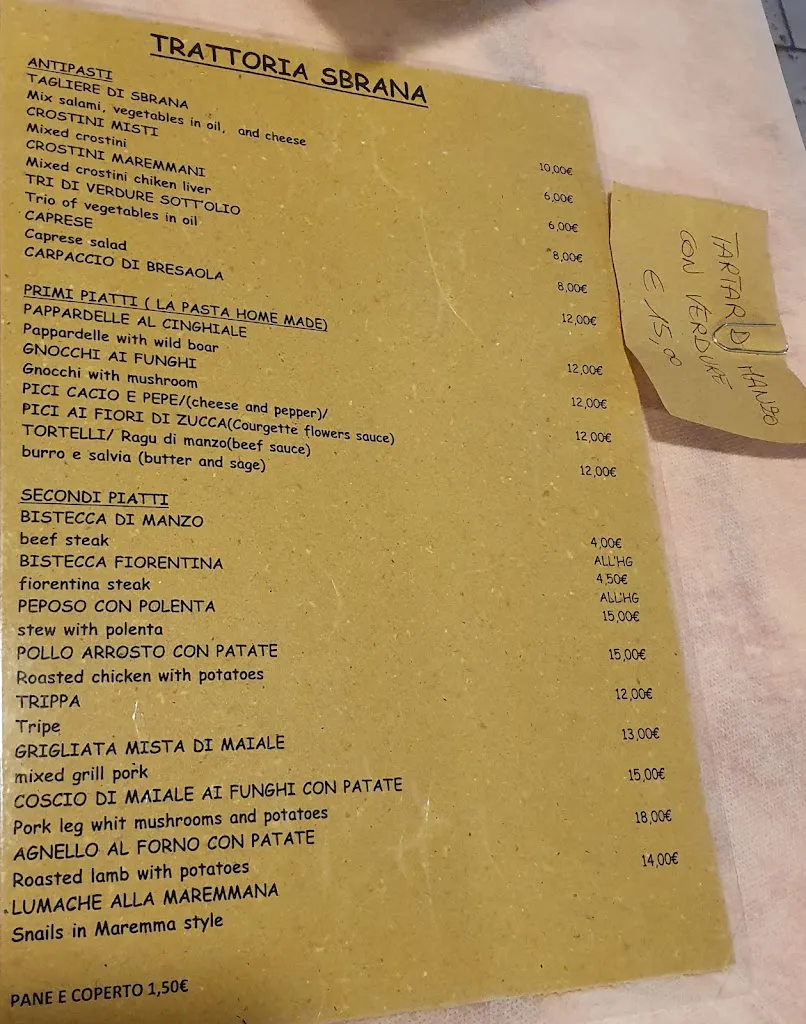 TRATTORIA SBRANA
ANTIPASTI
TAGLIERE DI SBRANA
Mix salami, vegetables in oil, and cheese 10,00€
CROSTINI MISTI
Mixed crostini 6,00€
CROSTINI MAREMMANI
Mixed crostini chiken liver 6,00€
TRI DI VERDURE SOTT'OLIO
Trio of vegetables in oil 8,00€
CAPRESE
Caprese salad 8,00€
CARPACCIO DI BRESAOLA 12,00€
PRIMI PIATTI ( LA PASTA HOME MADE)
PAPPARDELLE AL CINGHIALE
Pappardelle with wild boar 12,00€
GNOCCHI AI FUNGHI
Gnocchi with mushroom 12,00€
PICI CACIO E PEPE/(cheese and pepper)/
PICI AI FIORI DI ZUCCA(Courgette flowers sauce) 12,00€
TORTELLI/ Ragu di manzo(beef sauce)
burro e salvia (butter and sage) 12,00€
SECONDI PIATTI
BISTECCA DI MANZO
beef steak 4,00€
ALL'HG
BISTECCA FIORENTINA
fiorentina steak 4,50€
ALL'HG
PEPOSO CON POLENTA
stew with polenta 15,00€
POLLO ARROSTO CON PATATE
Roasted chicken with potatoes 15,00€
TRIPPA
Tripe 12,00€
GRIGLIATA MISTA DI MAIALE
mixed grill pork 13,00€
COSCIO DI MAIALE AI FUNGHI CON PATATE
Pork leg whit mushrooms and potatoes 15,00€
AGNELLO AL FORNO CON PATATE
Roasted lamb with potatoes 18,00€
LUMACHE ALLA MAREMMANA
Snails in Maremma style 14,00€
PANE E COPERTO 1,50€
TARTAR DI MANZO
CON VERDURE
€ 15,00